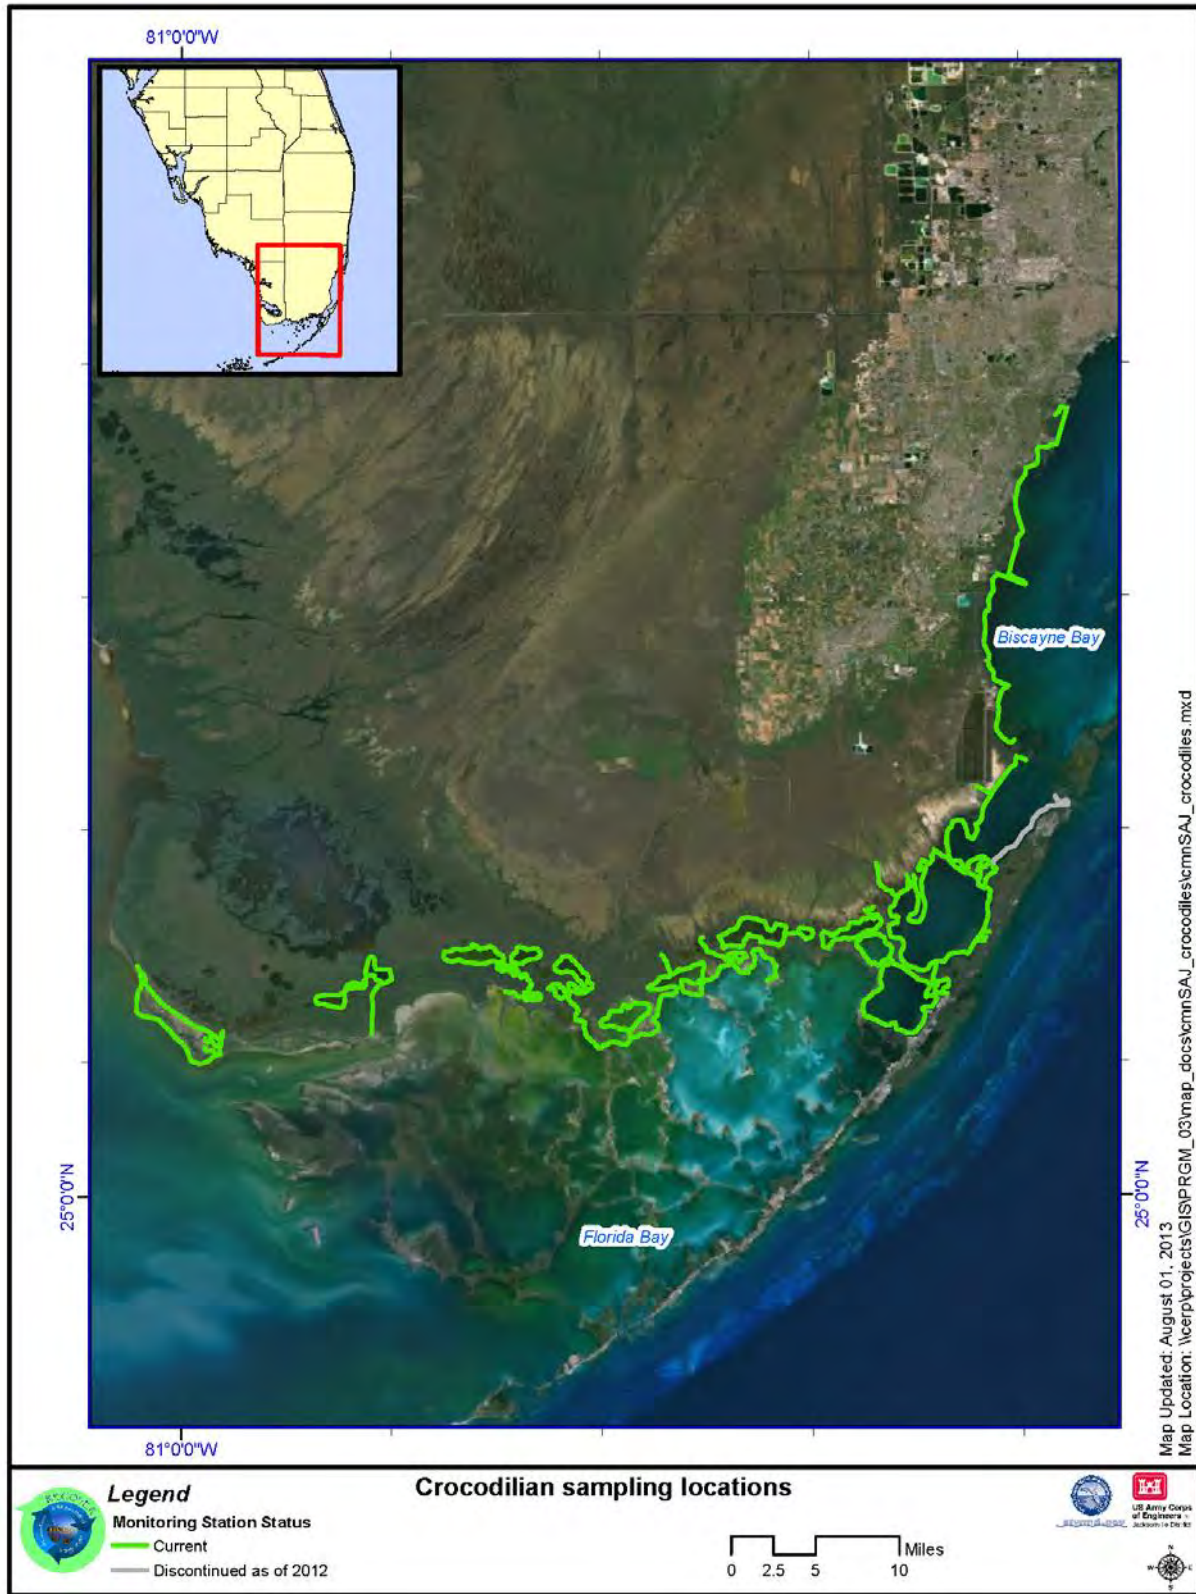 81°0'0"W
Biscayne Bay
25°0'0"N
25°0'0"N
Florida Bay
81°0'0"W
Map Updated: August 01, 2013
Map Location: \\cerp\projects\GIS\PRGM_03\map_docs\cmnSAJ_crocodiles\cmnSAJ_crocodiles.mxd
Crocodilian sampling locations
Legend
Monitoring Station Status
Current
Discontinued as of 2012
0 2.5 5 10 Miles
US Army Corps
of Engineers
Jacksonville District
N
W E
S